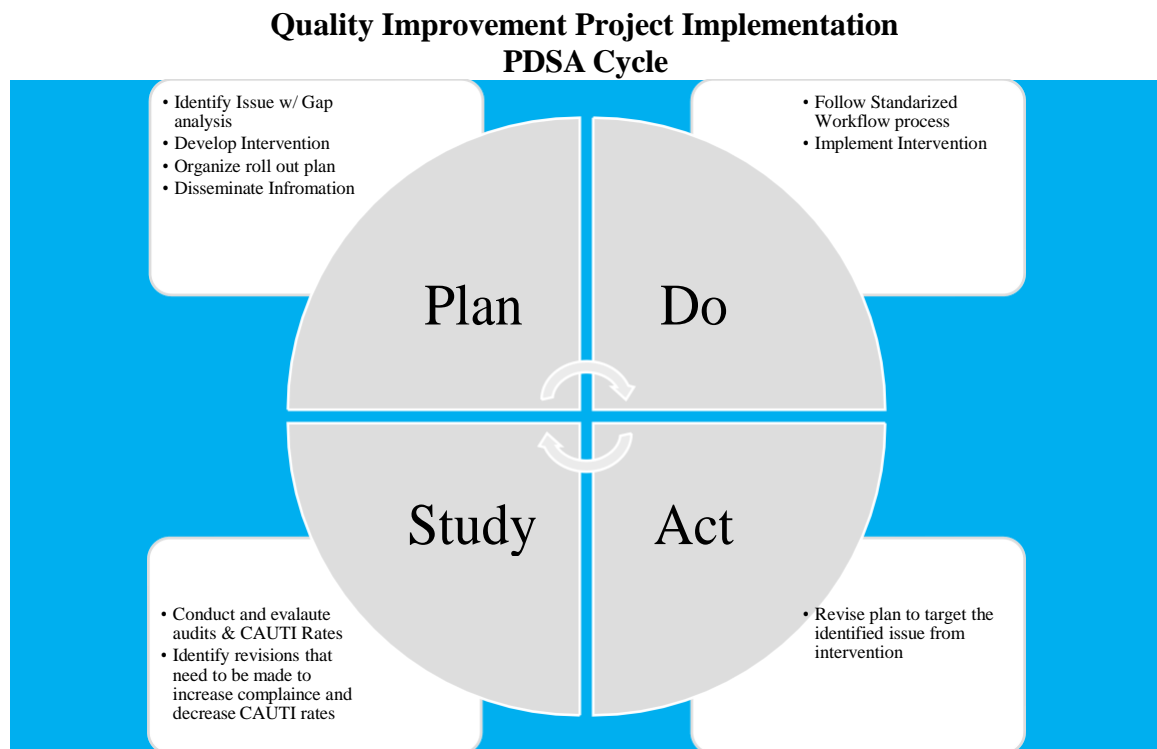 Quality Improvement Project Implementation
PDSA Cycle
• Identify Issue w/ Gap
analysis
• Develop Intervention
• Organize roll out plan
• Disseminate Infromation
• Follow Standarized
Workflow process
• Implement Intervention
Plan
Do
Study
Act
• Conduct and evalaute
audits & CAUTI Rates
• Identify revisions that
need to be made to
increase complaince and
decrease CAUTI rates
• Revise plan to target the
identified issue from
intervention